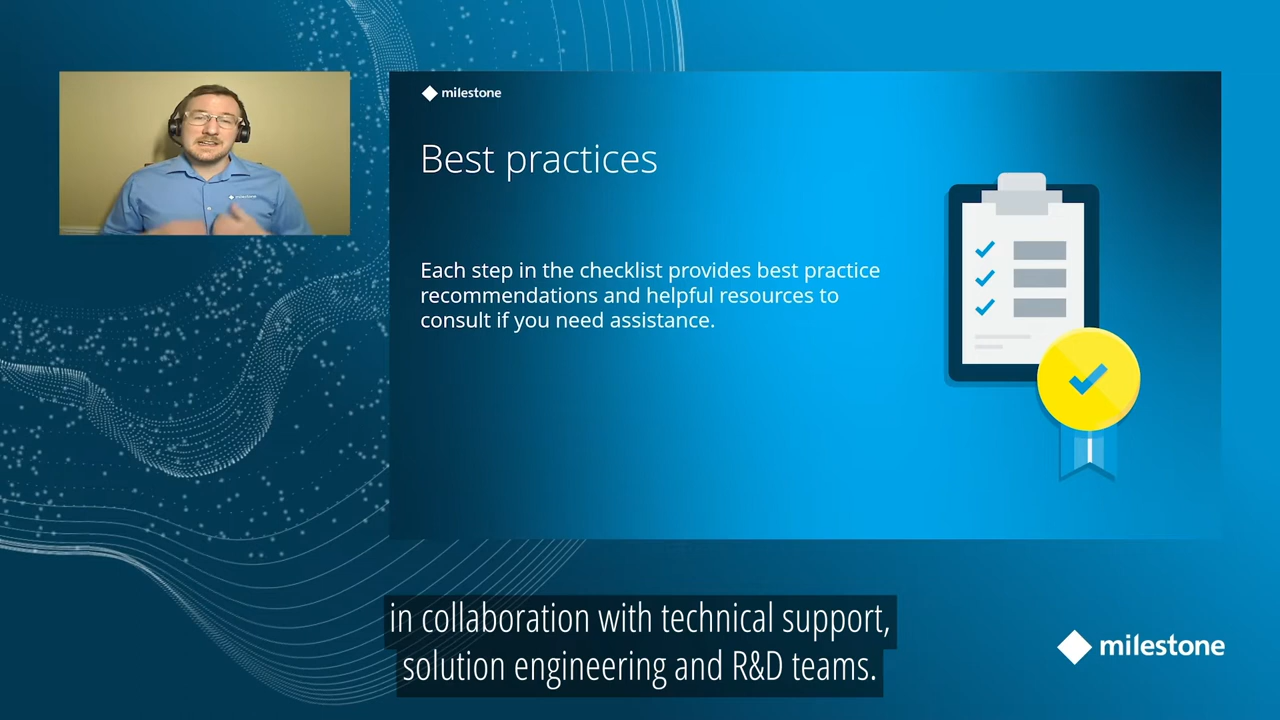 milestone
Best practices
Each step in the checklist provides best practice
recommendations and helpful resources to
consult if you need assistance.
milestone
in collaboration with technical support,
solution engineering and R&D teams.
milestone